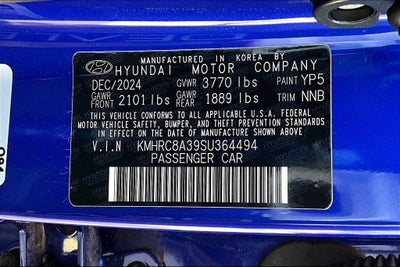 MANUFACTURED IN KOREA BY
HYUNDAI MOTOR COMPANY
DEC/2024 GVWR 3770 lbs PAINT YP5
GAWR FRONT 2101 lbs GAWR REAR 1889 lbs TRIM NNB
THIS VEHICLE CONFORMS TO ALL APPLICABLE U.S.A. FEDERAL
MOTOR VEHICLE SAFETY, BUMPER, AND THEFT PREVENTION STANDARDS
IN EFFECT ON THE DATE OF MANUFACTURE SHOWN ABOVE.
V.I.N KMHRC8A39SU364494
PASSENGER CAR